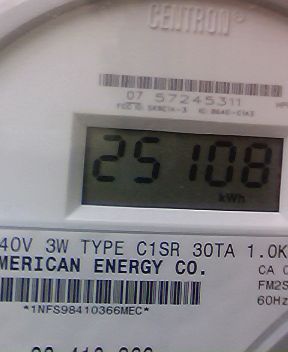 CENTRON®
07 57245311
25108
kWh
40V 3W TYPE C1SR 30TA 1.0K
MERICAN ENERGY CO.
CA 0
FM2S
60Hz
*1NFS98410366MEC*